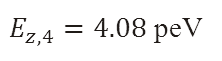 E_{z,4} = 4.08 peV